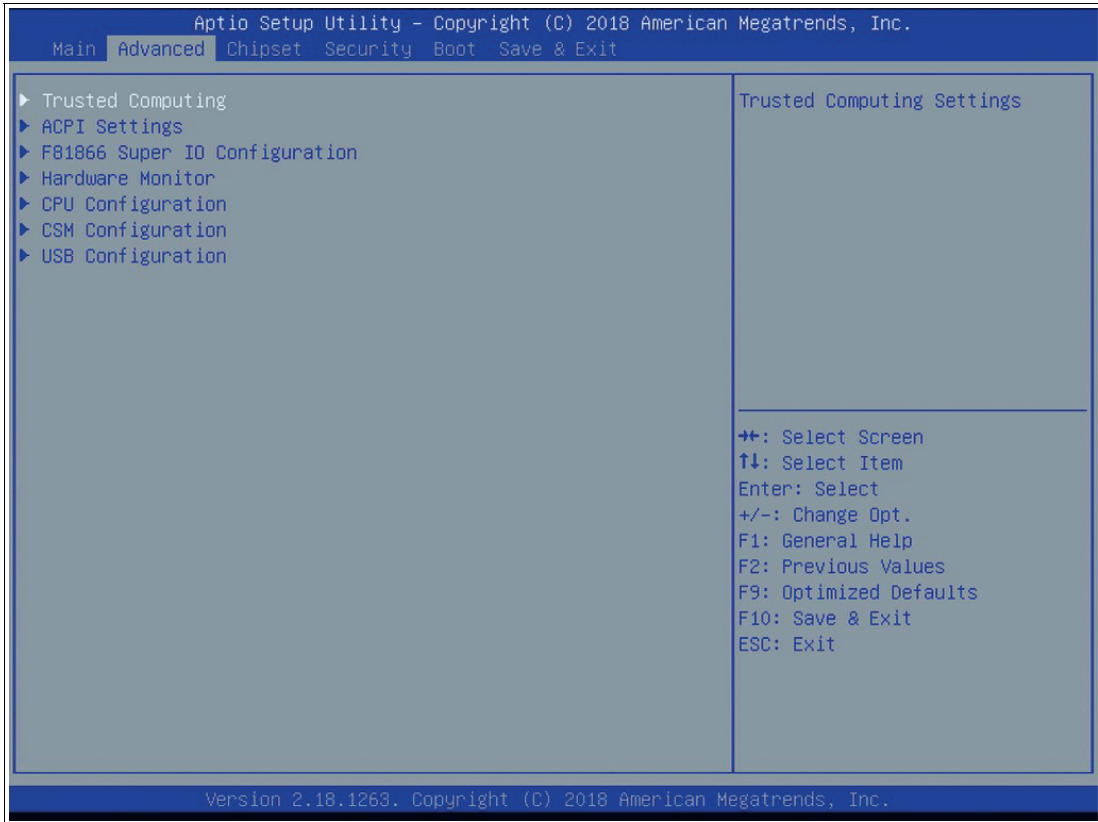 Aptio Setup Utility – Copyright (C) 2018 American Megatrends, Inc.
Main Advanced Chipset Security Boot Save & Exit
Trusted Computing
ACPI Settings
F81866 Super IO Configuration
Hardware Monitor
CPU Configuration
CSM Configuration
USB Configuration
Trusted Computing Settings
→←: Select Screen
↑↓: Select Item
Enter: Select
+/-: Change Opt.
F1: General Help
F2: Previous Values
F9: Optimized Defaults
F10: Save & Exit
ESC: Exit
Version 2.18.1263. Copyright (C) 2018 American Megatrends, Inc.